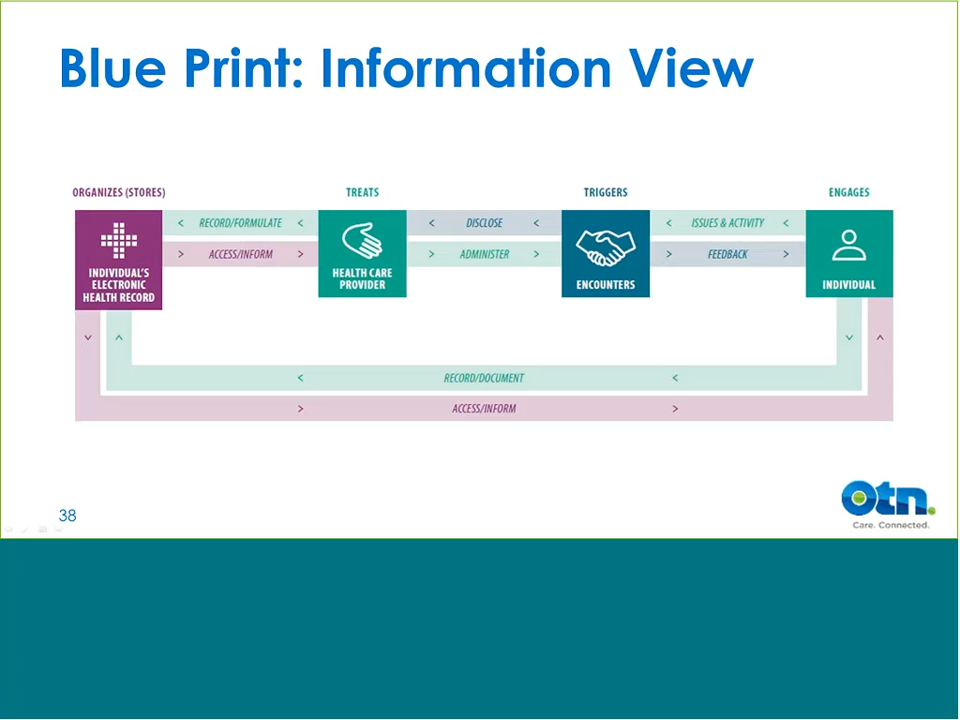 Blue Print: Information View
ORGANIZES (STORES)
TREATS
TRIGGERS
ENGAGES
< RECORD/FORMULATE <
< DISCLOSE <
< ISSUES & ACTIVITY <
> ACCESS/INFORM >
> ADMINISTER >
> FEEDBACK >
INDIVIDUAL'S
ELECTRONIC
HEALTH RECORD
HEALTH CARE
PROVIDER
ENCOUNTERS
INDIVIDUAL
< RECORD/DOCUMENT <
> ACCESS/INFORM >
38
otn.
Care. Connected.